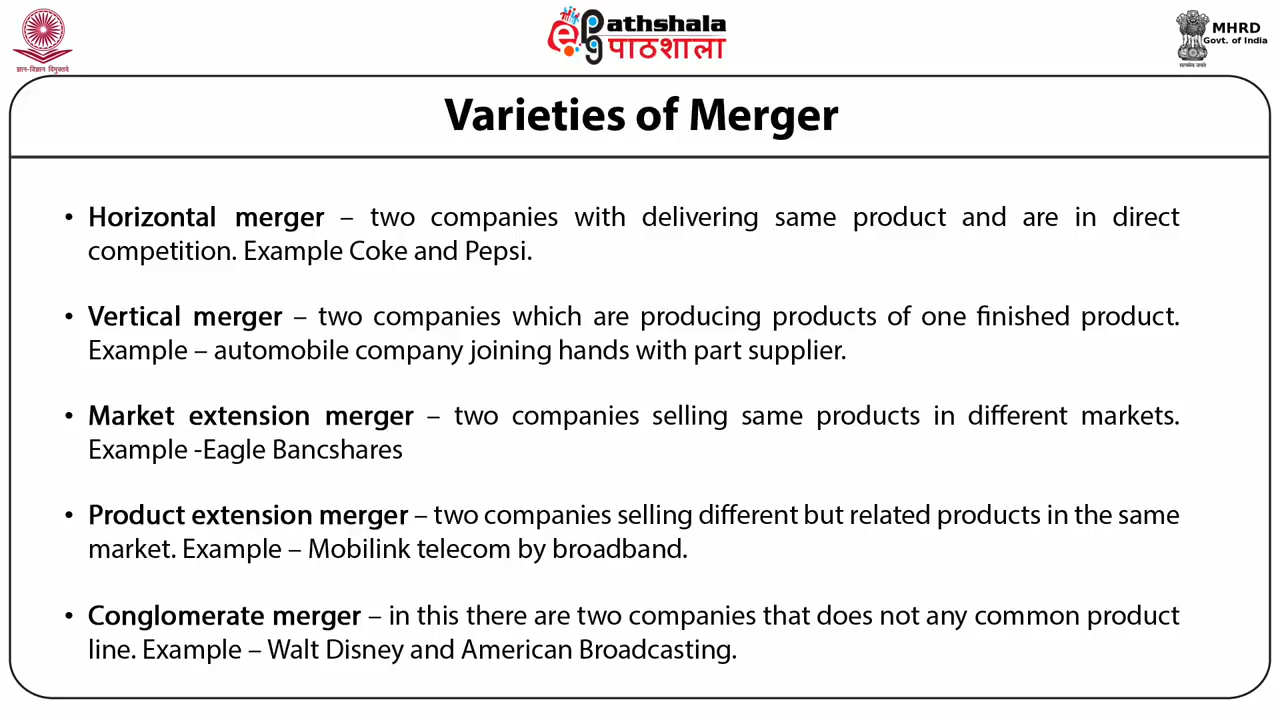 ePathshala
पाठशाला
MHRD
Govt. of India
ज्ञान-विज्ञान विमुक्तये
सत्यमेव जयते
Varieties of Merger
• Horizontal merger – two companies with delivering same product and are in direct
competition. Example Coke and Pepsi.
• Vertical merger – two companies which are producing products of one finished product.
Example – automobile company joining hands with part supplier.
• Market extension merger – two companies selling same products in different markets.
Example -Eagle Bancshares
• Product extension merger – two companies selling different but related products in the same
market. Example – Mobilink telecom by broadband.
• Conglomerate merger – in this there are two companies that does not any common product
line. Example – Walt Disney and American Broadcasting.